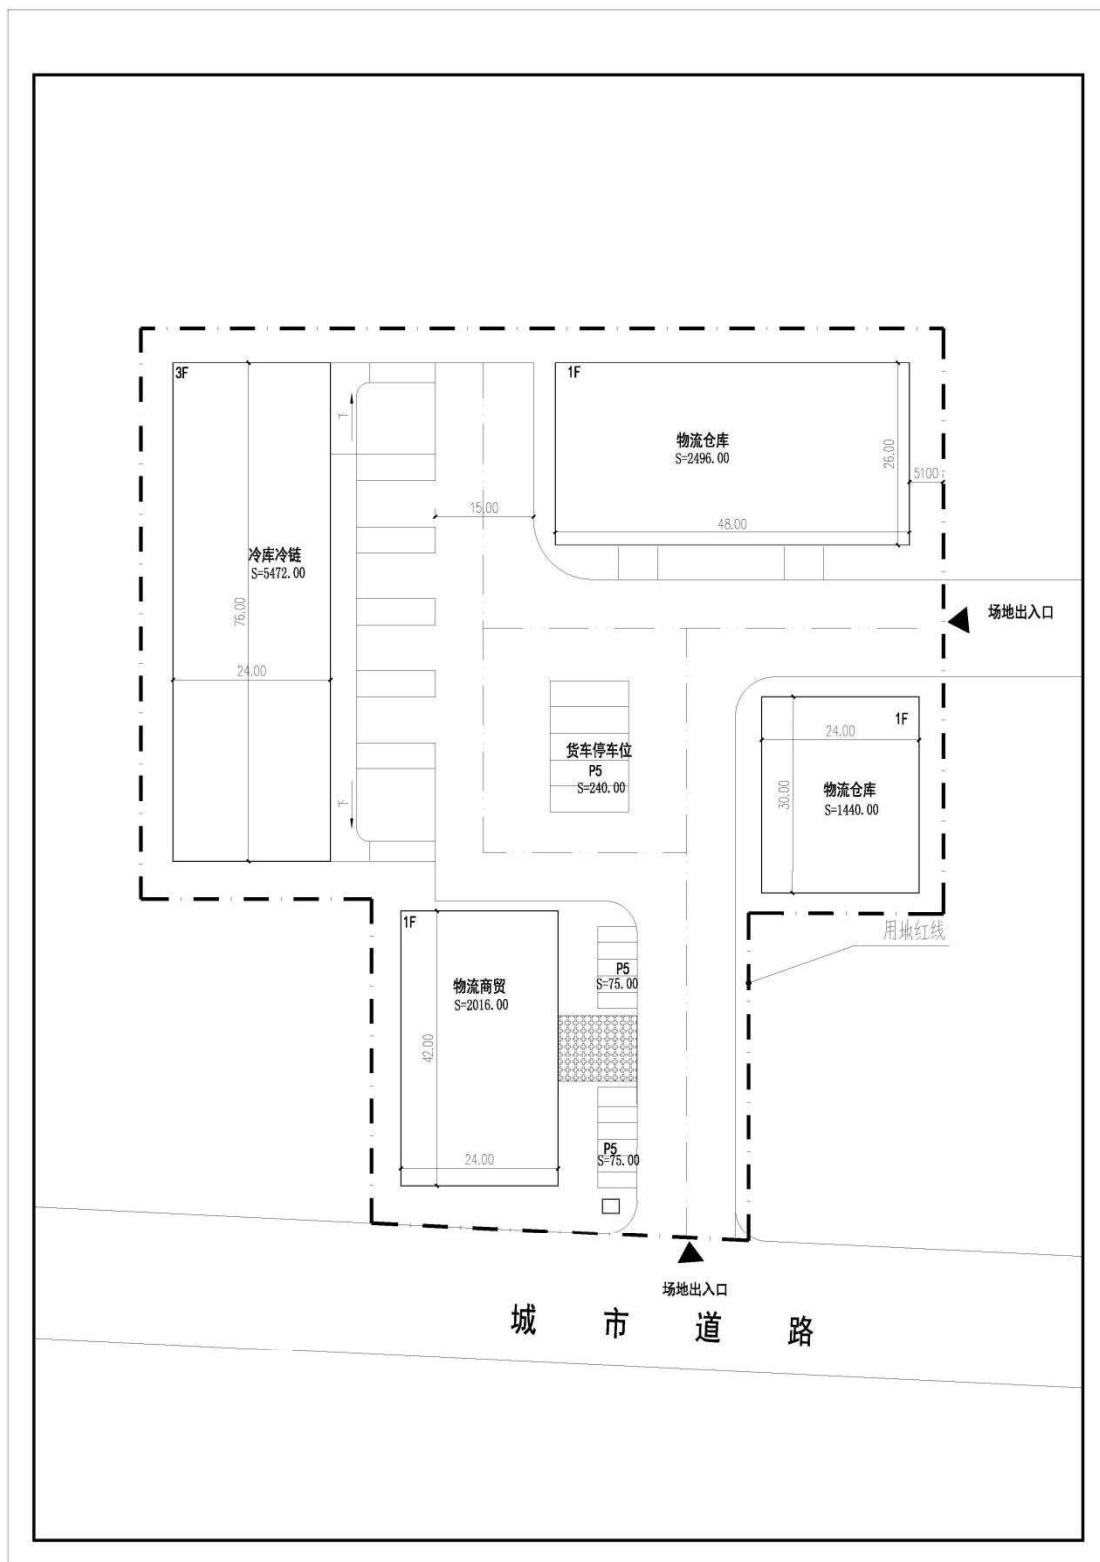 3F
1F
物流仓库
S=2496.00
26.00
5100
15.00
48.00
冷库冷链
S=5472.00
76.00
24.00
场地出入口
下
下
1F
24.00
30.00
物流仓库
S=1440.00
货车停车位
P5
S=240.00
1F
用地红线
物流商贸
S=2016.00
P5
S=75.00
42.00
24.00
P5
S=75.00
场地出入口
城市道路